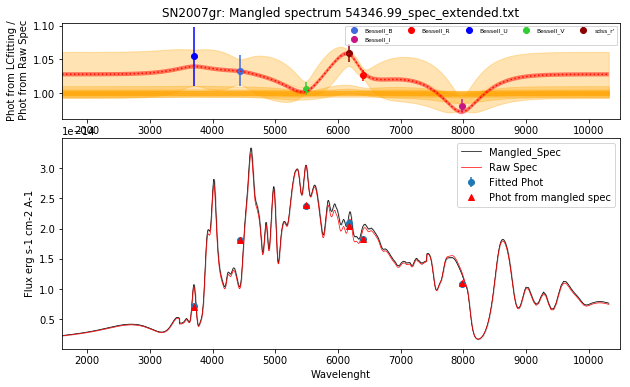 SN2007gr: Mangled spectrum 54346.99_spec_extended.txt
Phot from LCfitting /
Phot from Raw Spec
1.10
1.05
1.00
Bessell_B
Bessell_R
Bessell_U
Bessell_V
sdss_r'
Bessell_I
2000 3000 4000 5000 6000 7000 8000 9000 10000
1e−14
Flux erg s-1 cm-2 A-1
3.0
2.5
2.0
1.5
1.0
0.5
Mangled_Spec
Raw Spec
Fitted Phot
Phot from mangled spec
2000 3000 4000 5000 6000 7000 8000 9000 10000
Wavelenght